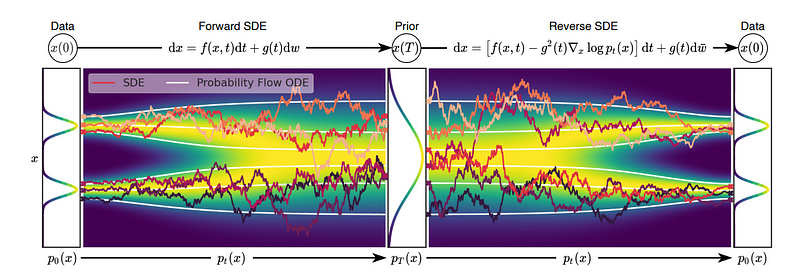 Data Forward SDE Prior Reverse SDE Data
x(0) dx = f(x, t)dt + g(t)dw x(T) dx = [f(x, t) − g²(t)∇ₓ log pₜ(x)] dt + g(t)dw̄ x(0)
SDE Probability Flow ODE
x
p₀(x) pₜ(x) p_T(x) pₜ(x) p₀(x)